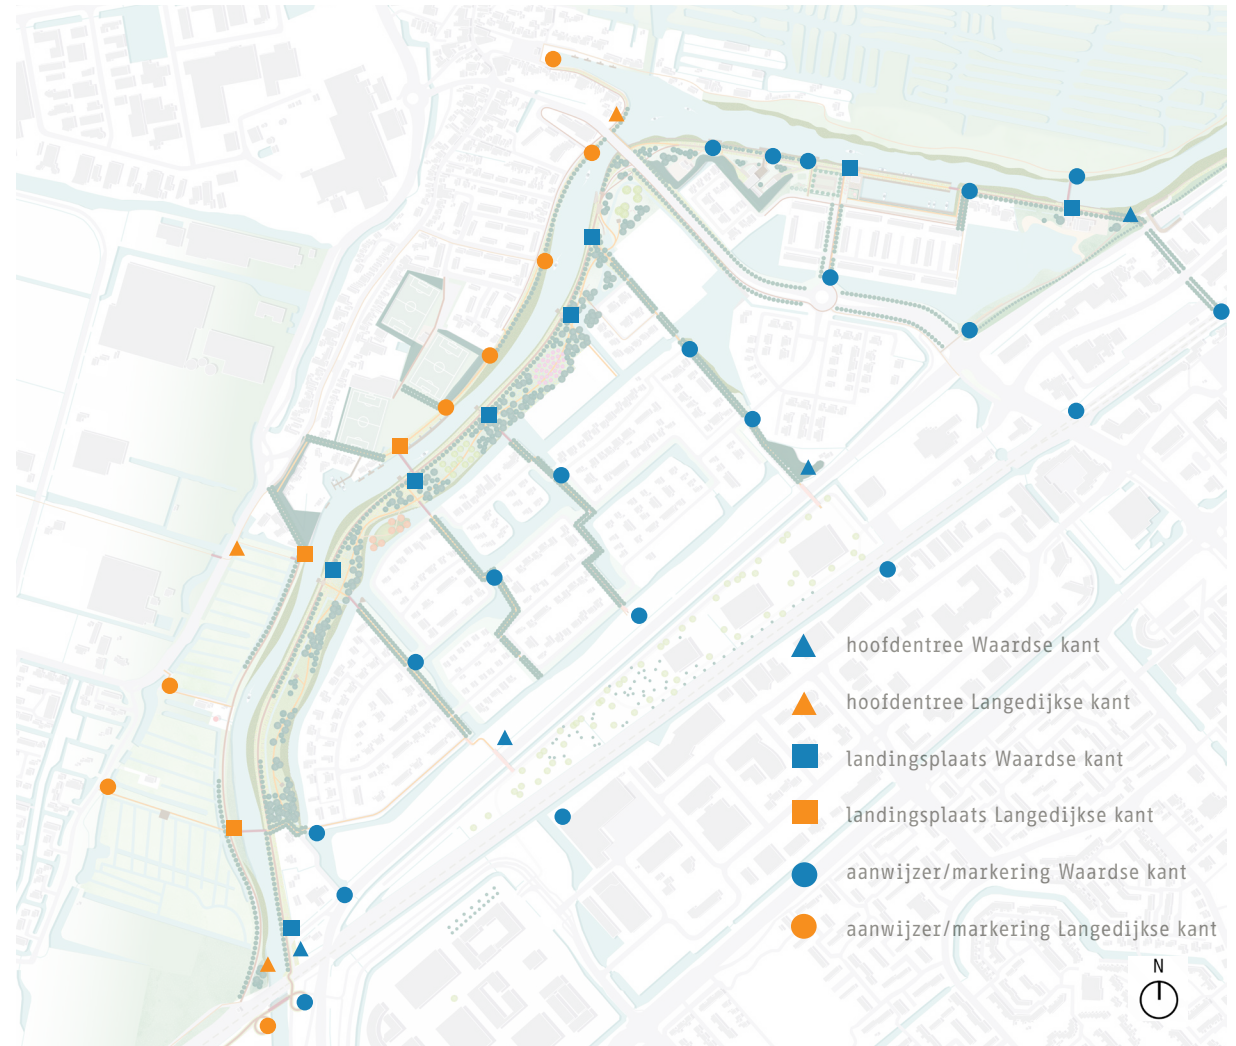 hoofdentree Waardse kant
hoofdentree Langedijkse kant
landingsplaats Waardse kant
landingsplaats Langedijkse kant
aanwijzer/markering Waardse kant
aanwijzer/markering Langedijkse kant
N